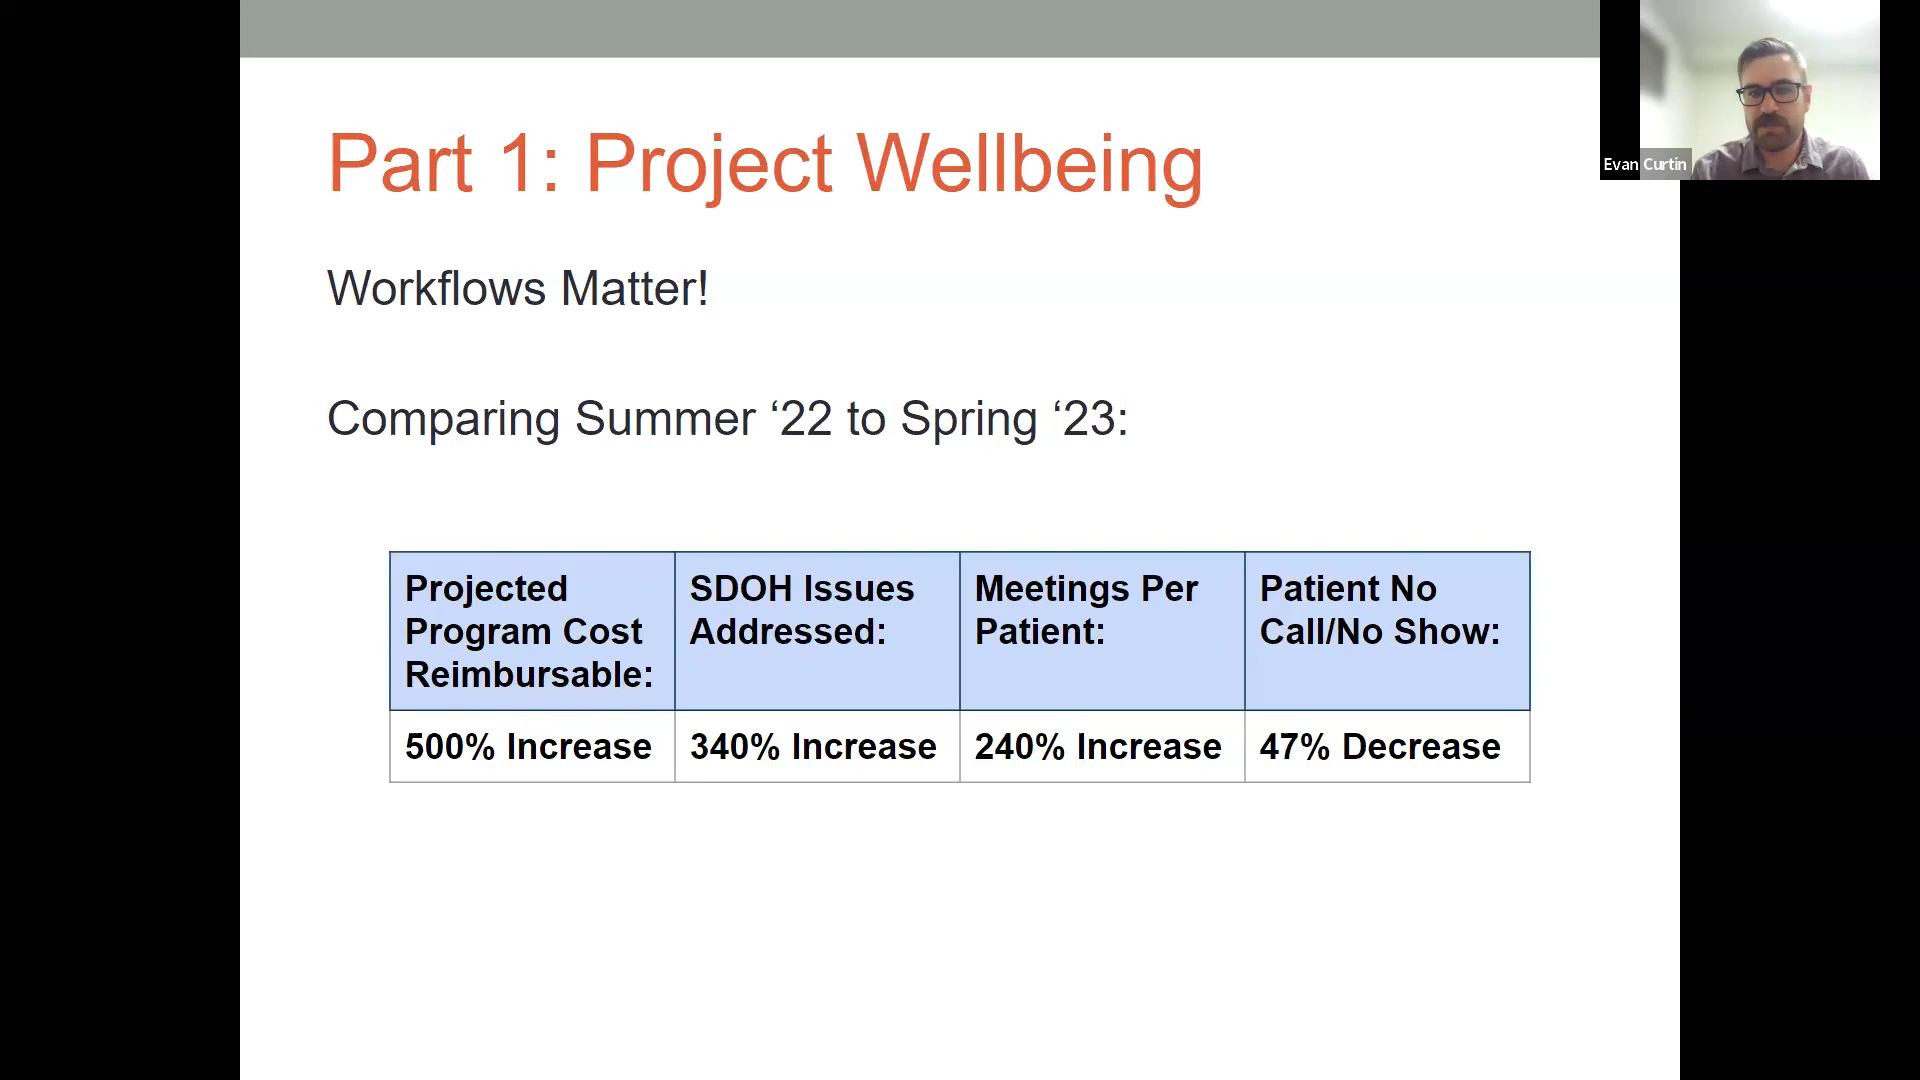 Part 1: Project Wellbeing
Evan Curtin
Workflows Matter!
Comparing Summer ‘22 to Spring ‘23:
Projected
Program Cost
Reimbursable:
SDOH Issues
Addressed:
Meetings Per
Patient:
Patient No
Call/No Show:
500% Increase
340% Increase
240% Increase
47% Decrease